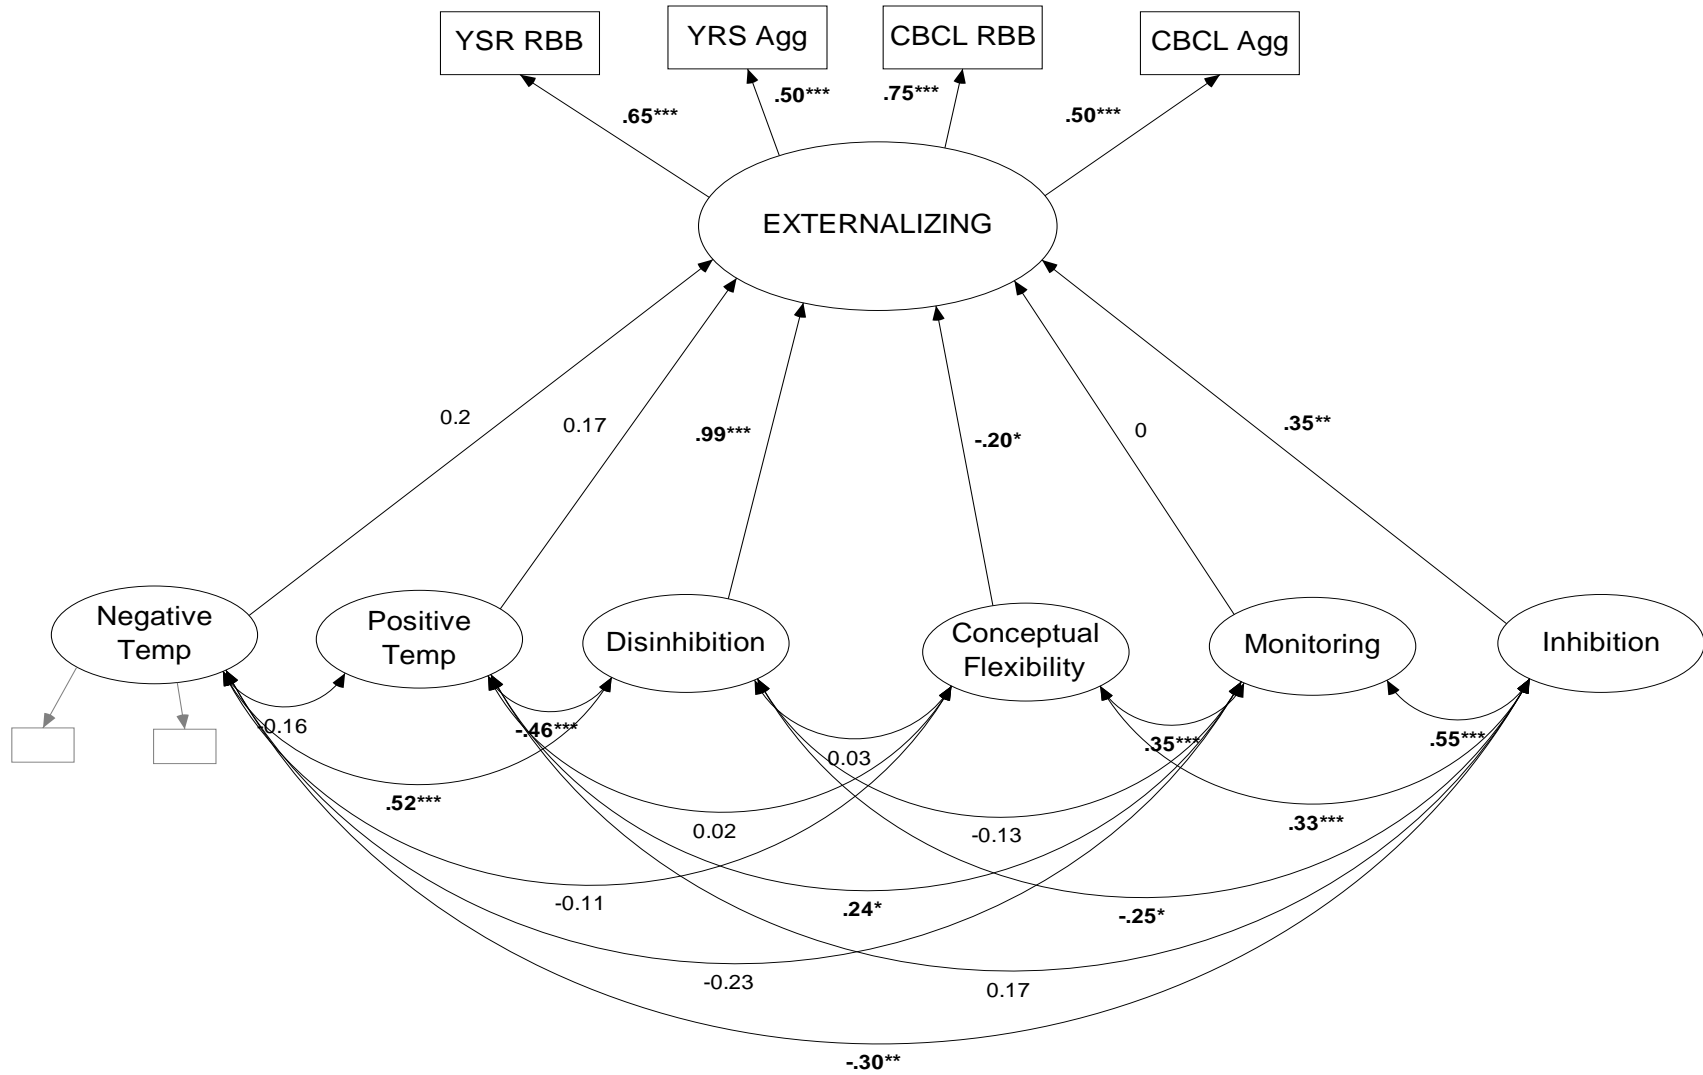 YSR RBB
YRS Agg
CBCL RBB
CBCL Agg
.65***
.50***
.75***
.50***
EXTERNALIZING
0.2
0.17
.99***
-.20*
0
.35**
Negative
Temp
Positive
Temp
Disinhibition
Conceptual
Flexibility
Monitoring
Inhibition
-0.16
-.46***
0.03
.35***
.55***
.52***
0.02
-0.13
.33***
-0.11
.24*
-.25*
-0.23
0.17
-.30**